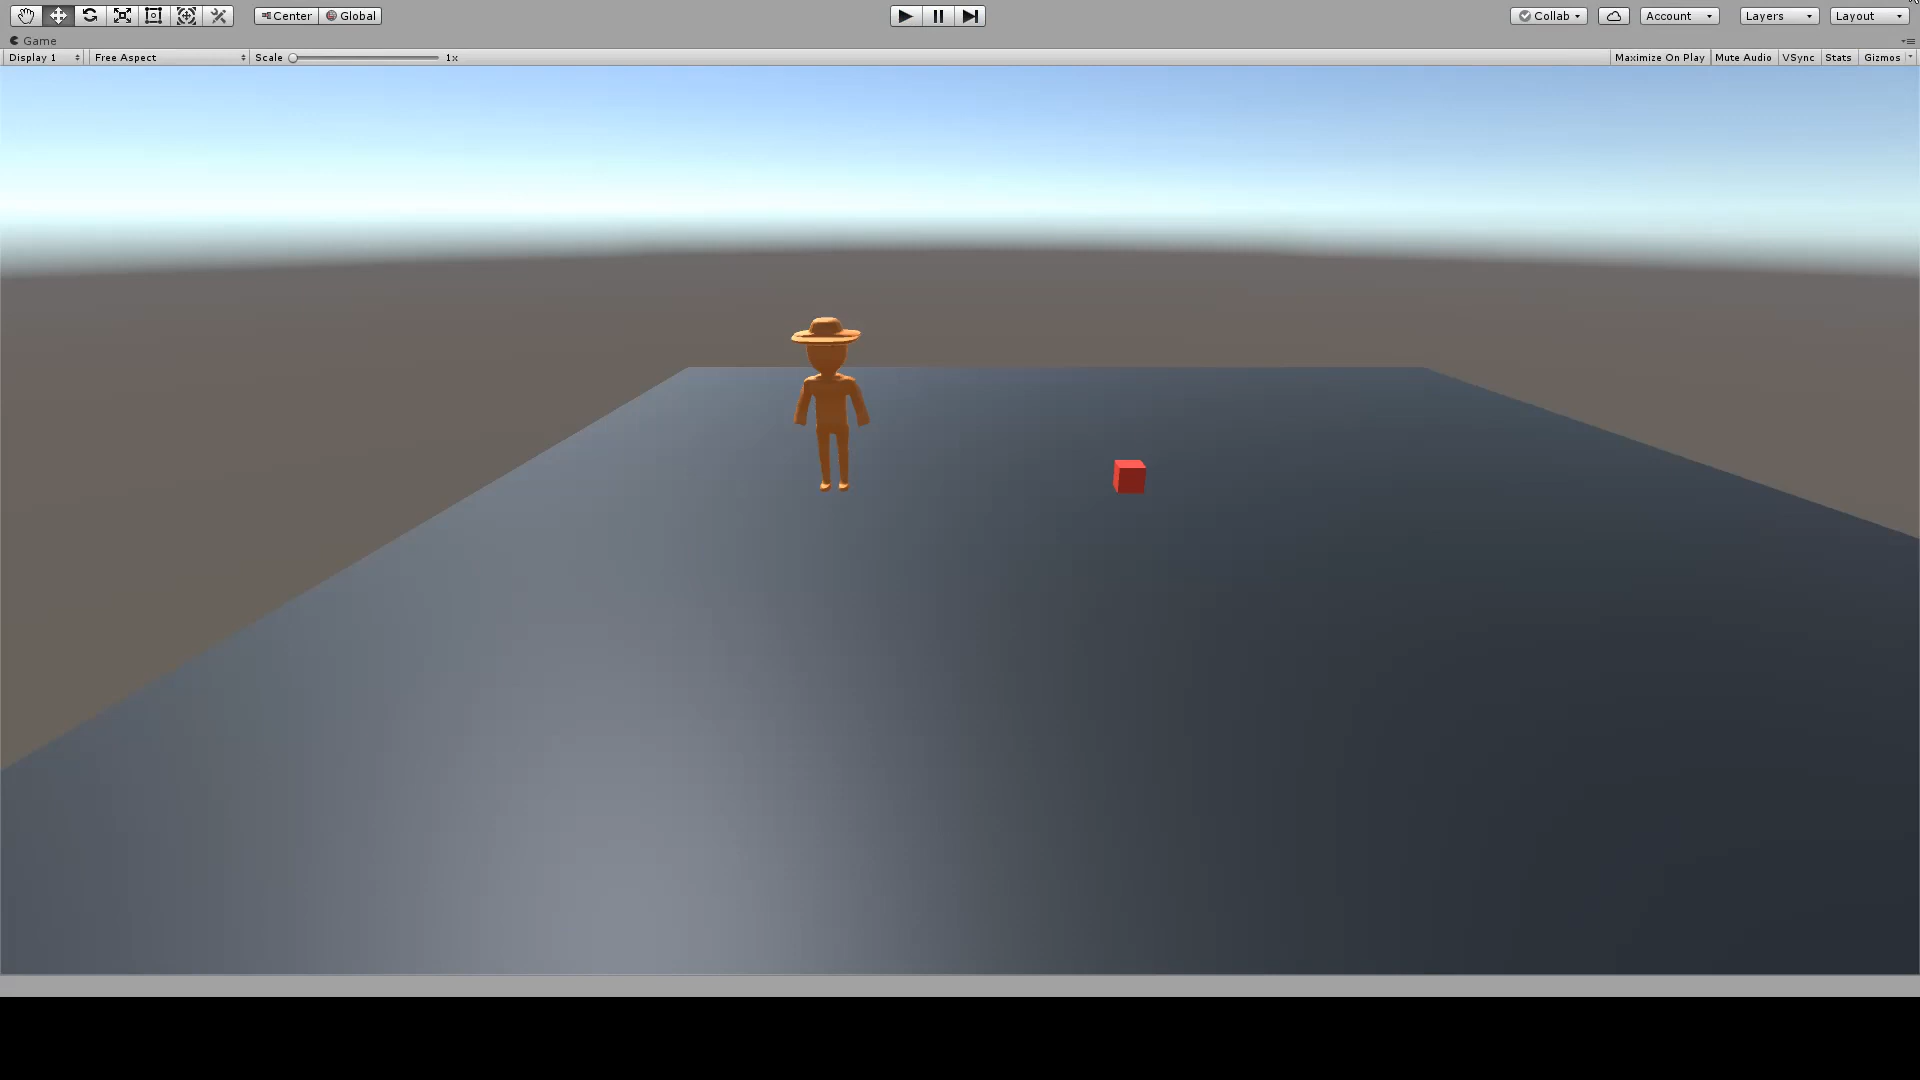 Center Global Collab Account Layers Layout
Game
Display 1 Free Aspect Scale 1x Maximize On Play Mute Audio VSync Stats Gizmos